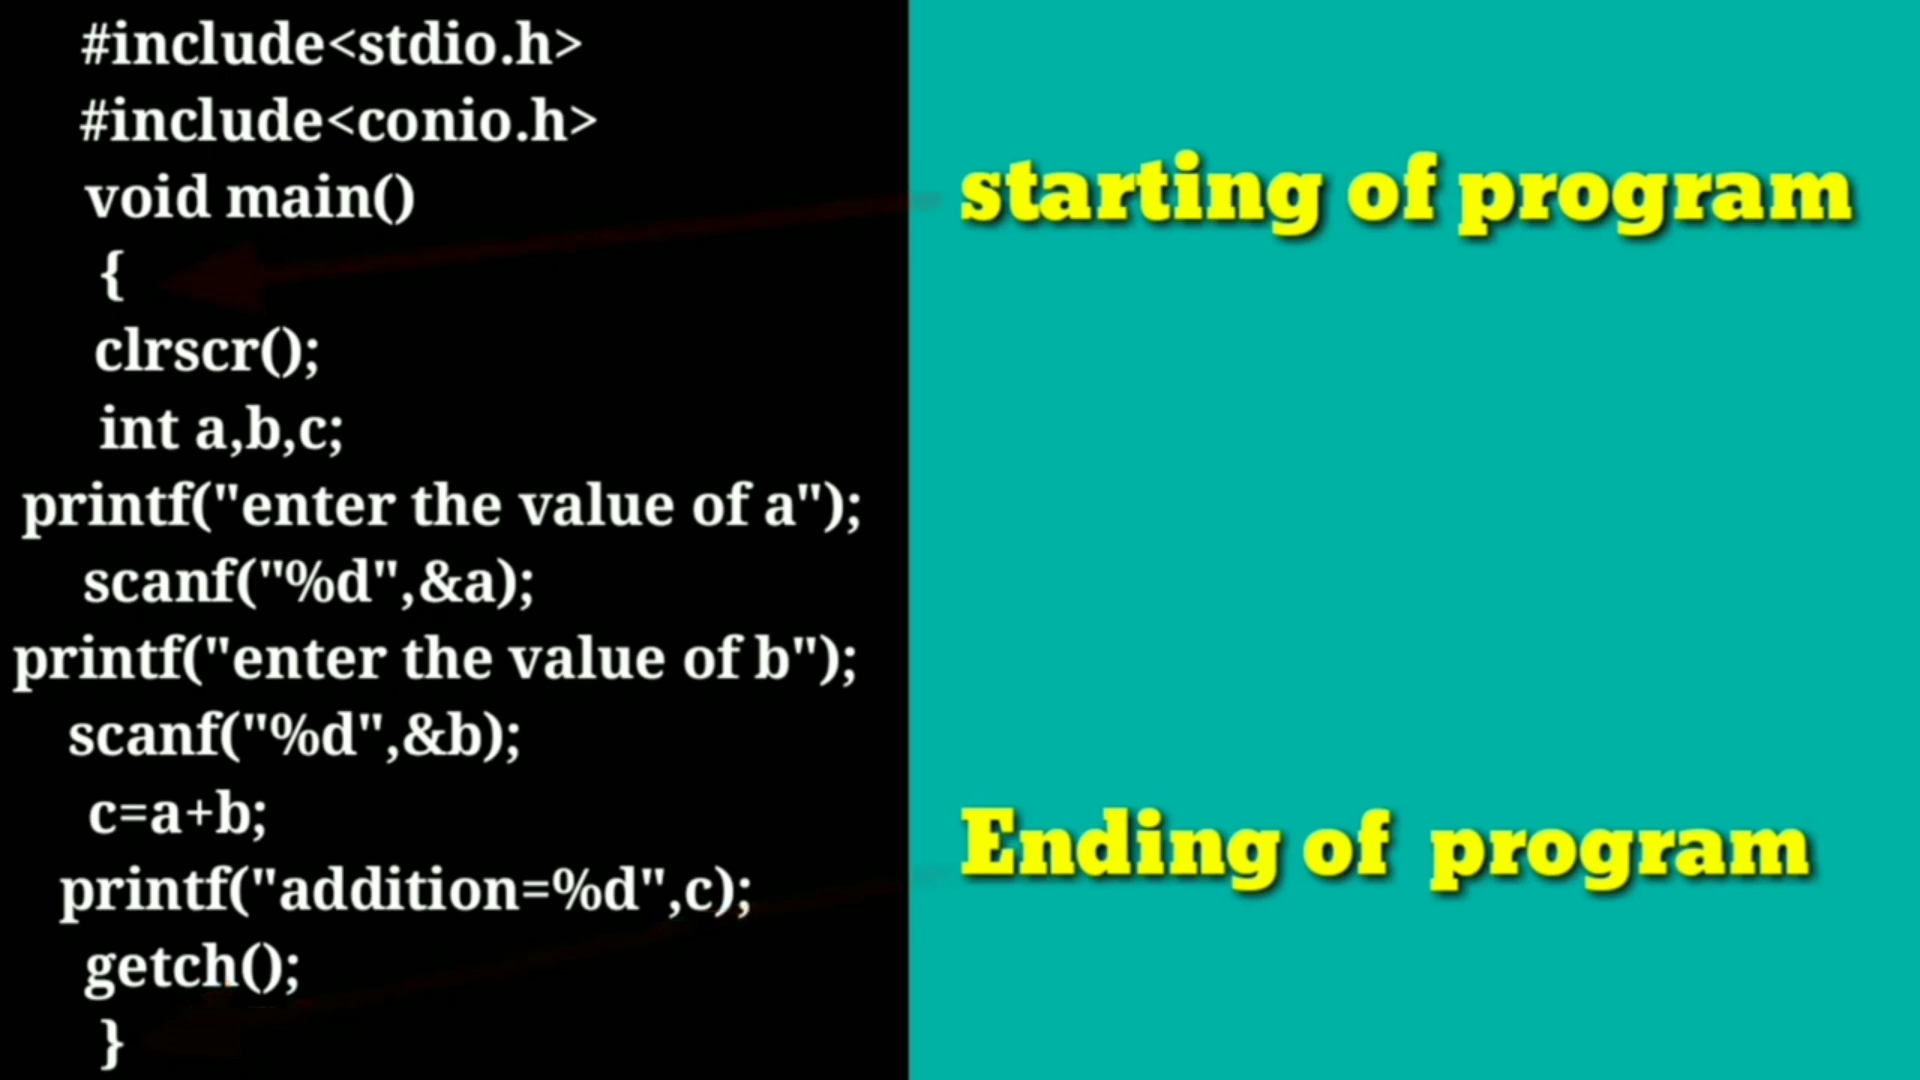 #include<stdio.h>
#include<conio.h>
void main()
{
clrscr();
int a,b,c;
printf("enter the value of a");
scanf("%d",&a);
printf("enter the value of b");
scanf("%d",&b);
c=a+b;
printf("addition=%d",c);
getch();
}
starting of program
Ending of program